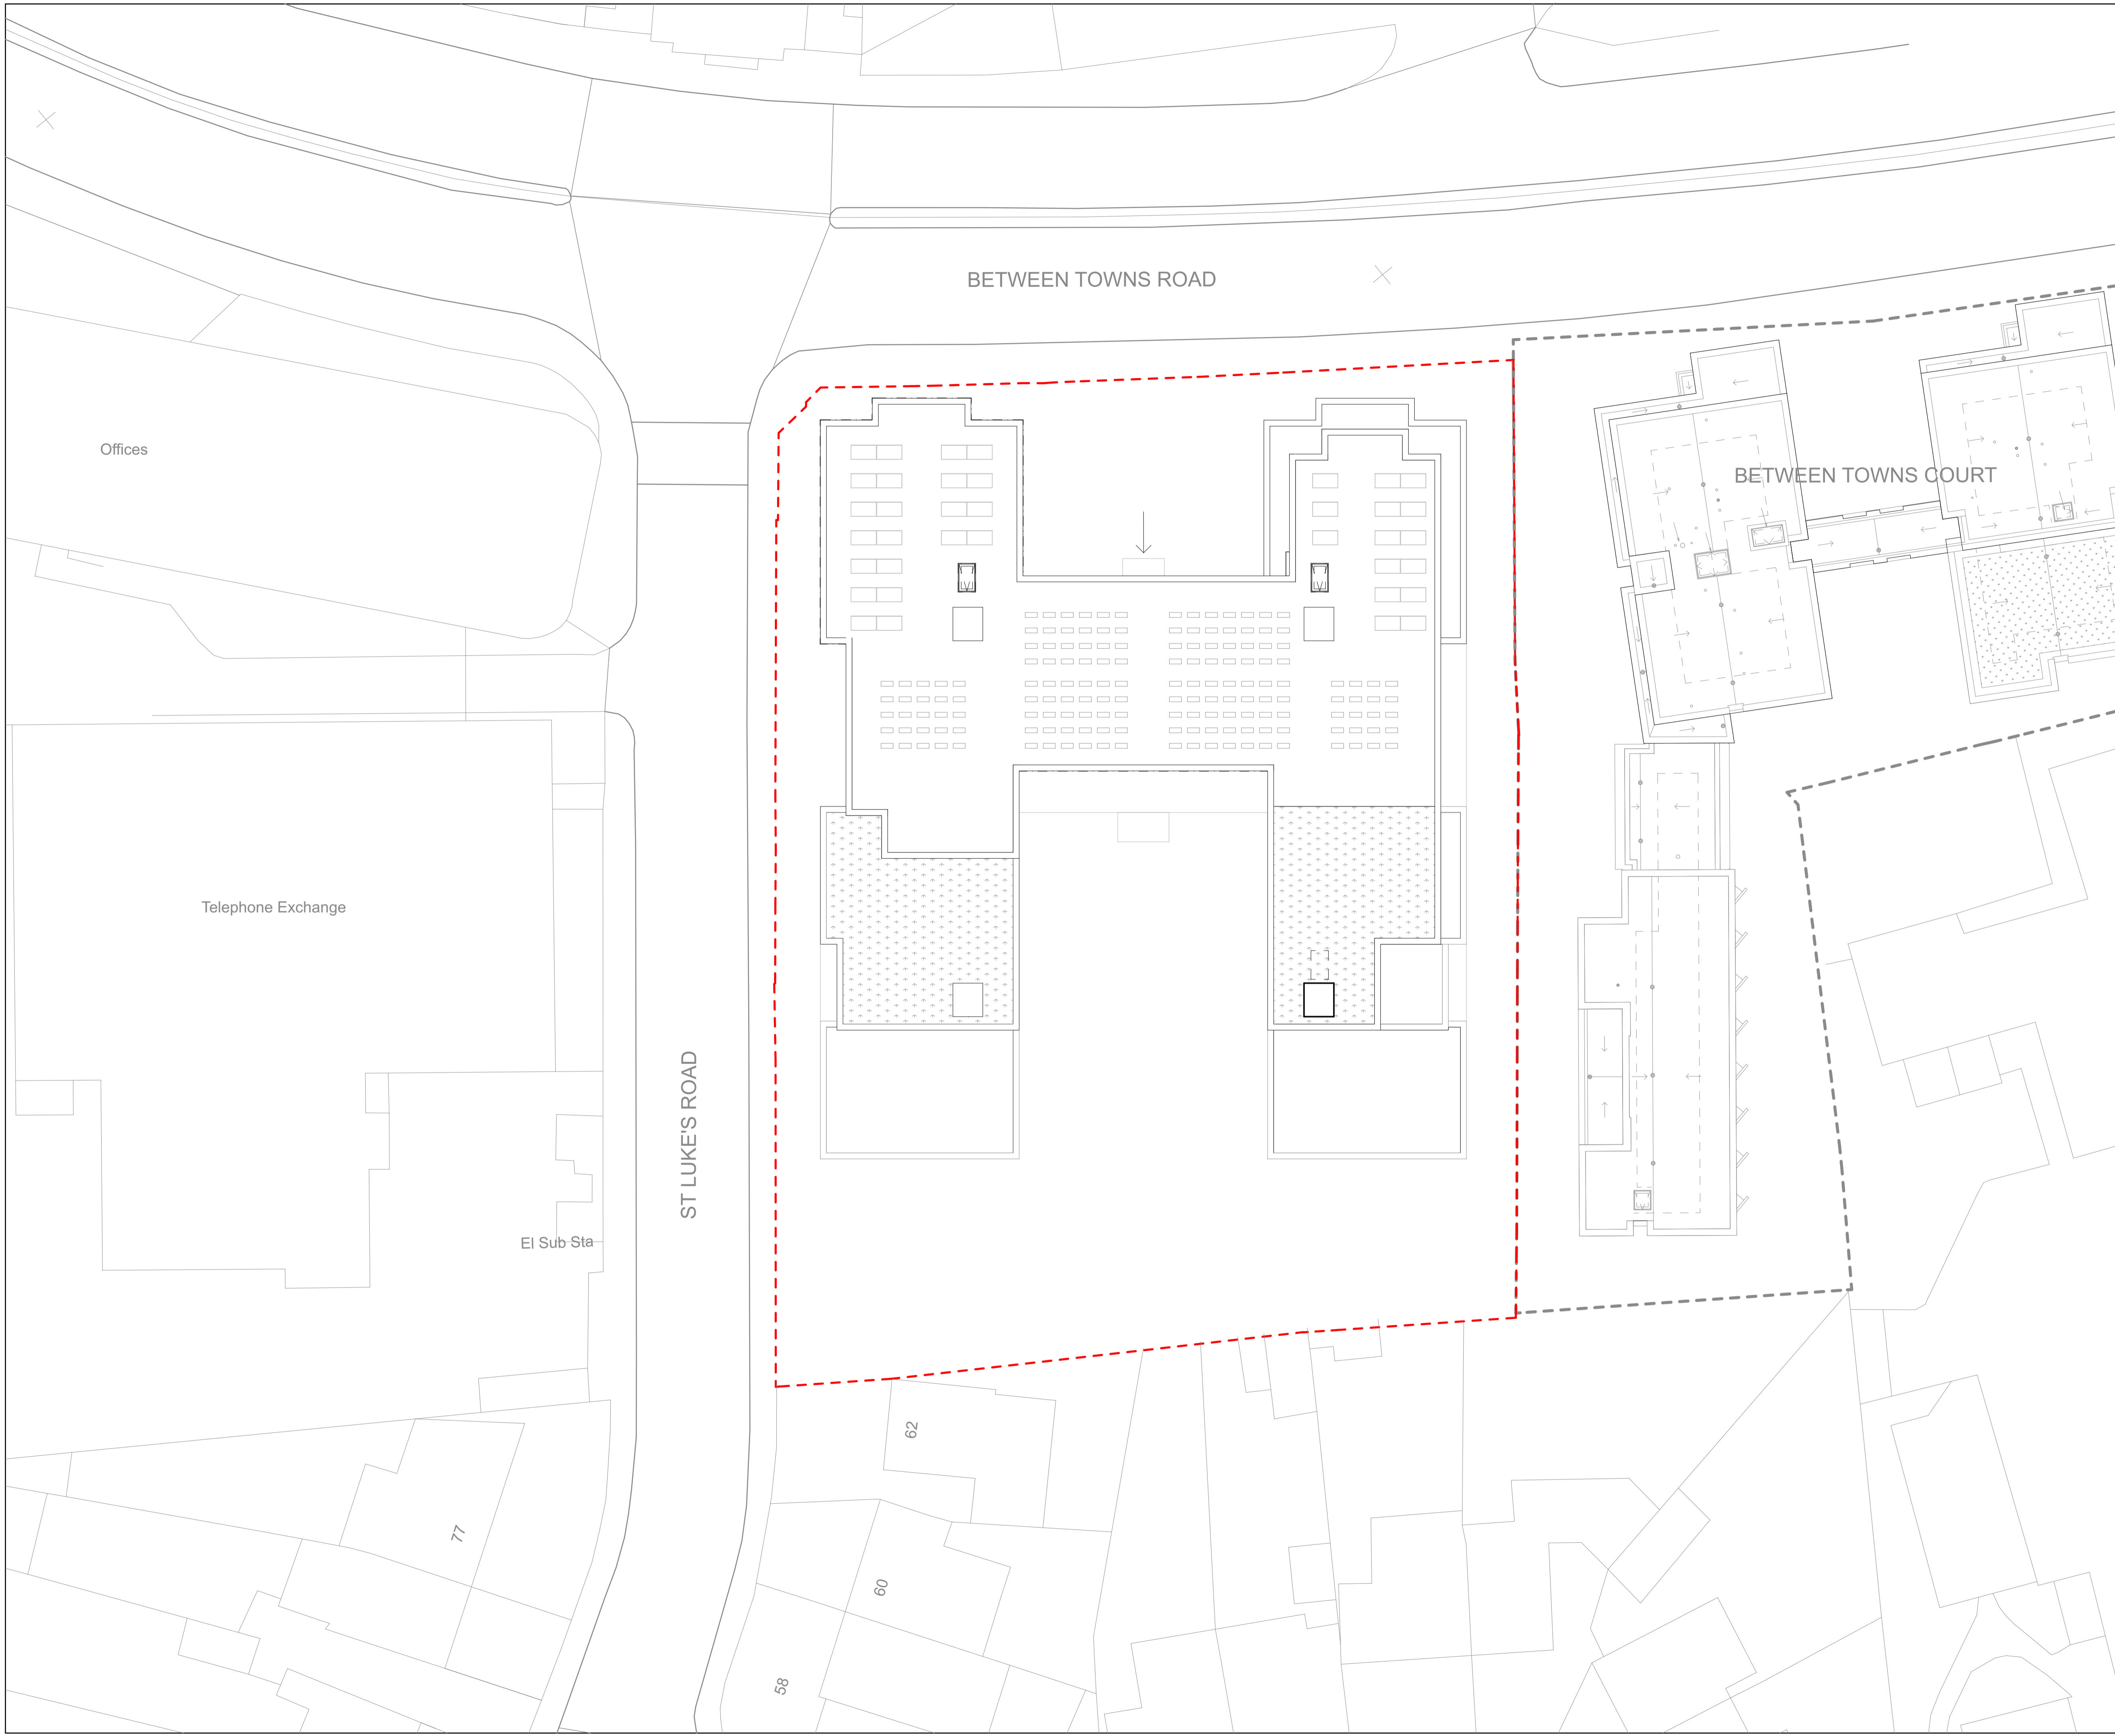 BETWEEN TOWNS ROAD
Offices
BETWEEN TOWNS COURT
Telephone Exchange
ST LUKE'S ROAD
El Sub Sta
62
77
60
58